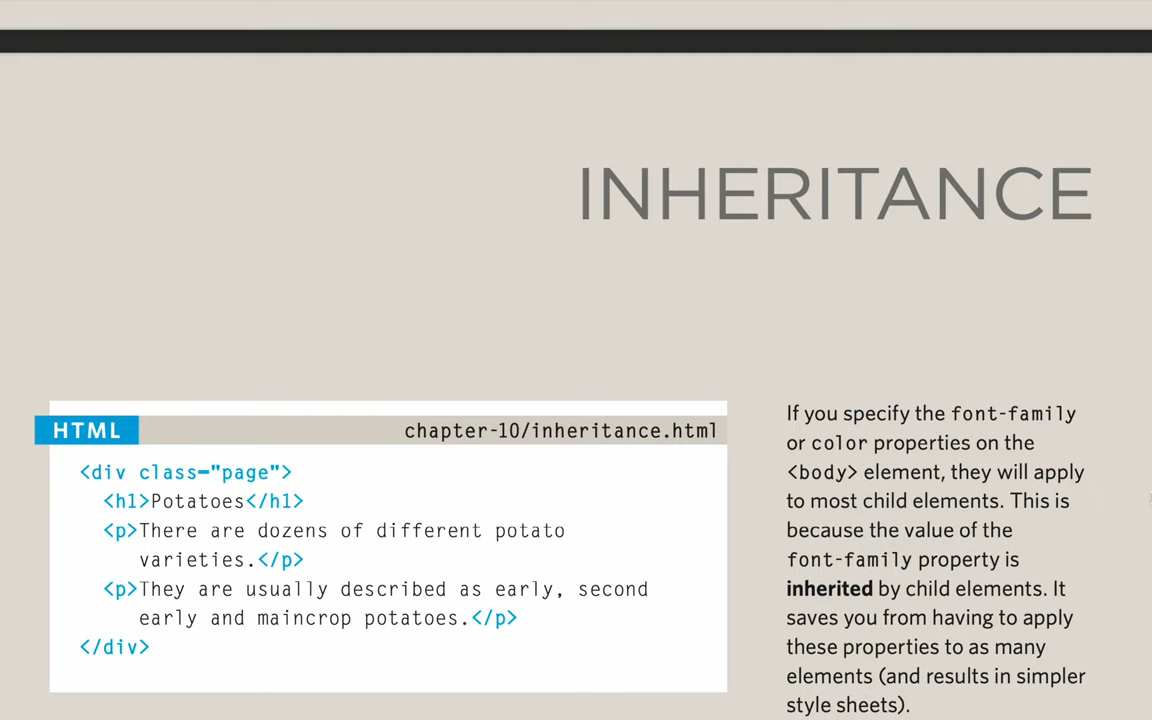 INHERITANCE
HTML
chapter-10/inheritance.html
<div class="page">
<h1>Potatoes</h1>
<p>There are dozens of different potato
varieties.</p>
<p>They are usually described as early, second
early and maincrop potatoes.</p>
</div>
If you specify the font-family
or color properties on the
<body> element, they will apply
to most child elements. This is
because the value of the
font-family property is
inherited by child elements. It
saves you from having to apply
these properties to as many
elements (and results in simpler
style sheets).